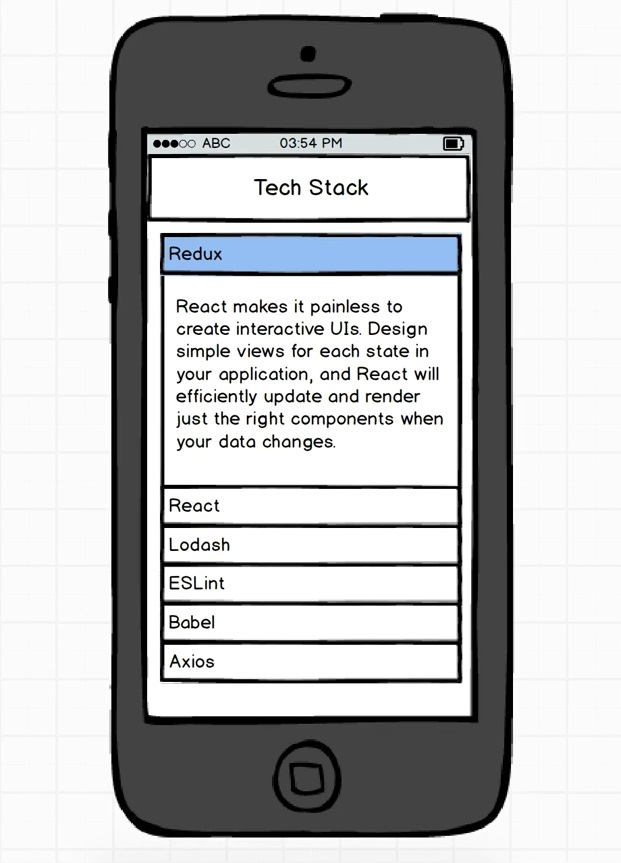 ABC 03:54 PM
Tech Stack
Redux
React makes it painless to
create interactive UIs. Design
simple views for each state in
your application, and React will
efficiently update and render
just the right components when
your data changes.
React
Lodash
ESLint
Babel
Axios